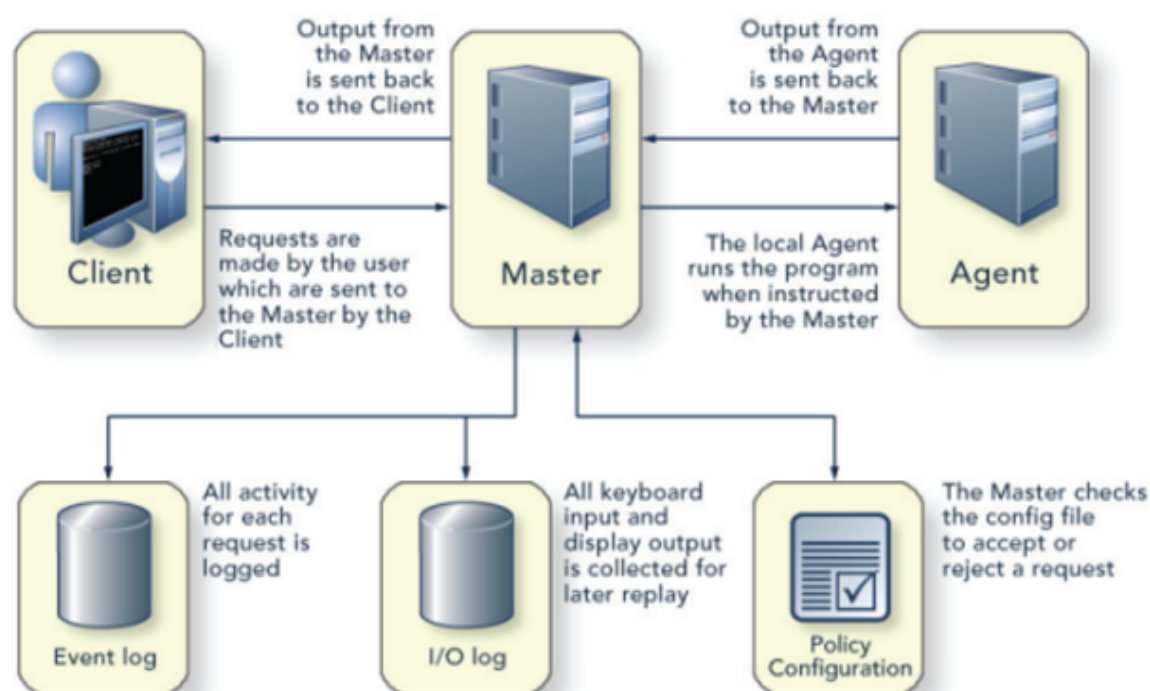 Output from
the Master
is sent back
to the Client
Output from
the Agent
is sent back
to the Master
Client
Requests are
made by the user
which are sent to
the Master by the
Client
Master
The local Agent
runs the program
when instructed
by the Master
Agent
Event log
All activity
for each
request is
logged
I/O log
All keyboard
input and
display output
is collected for
later replay
Policy
Configuration
The Master checks
the config file
to accept or
reject a request